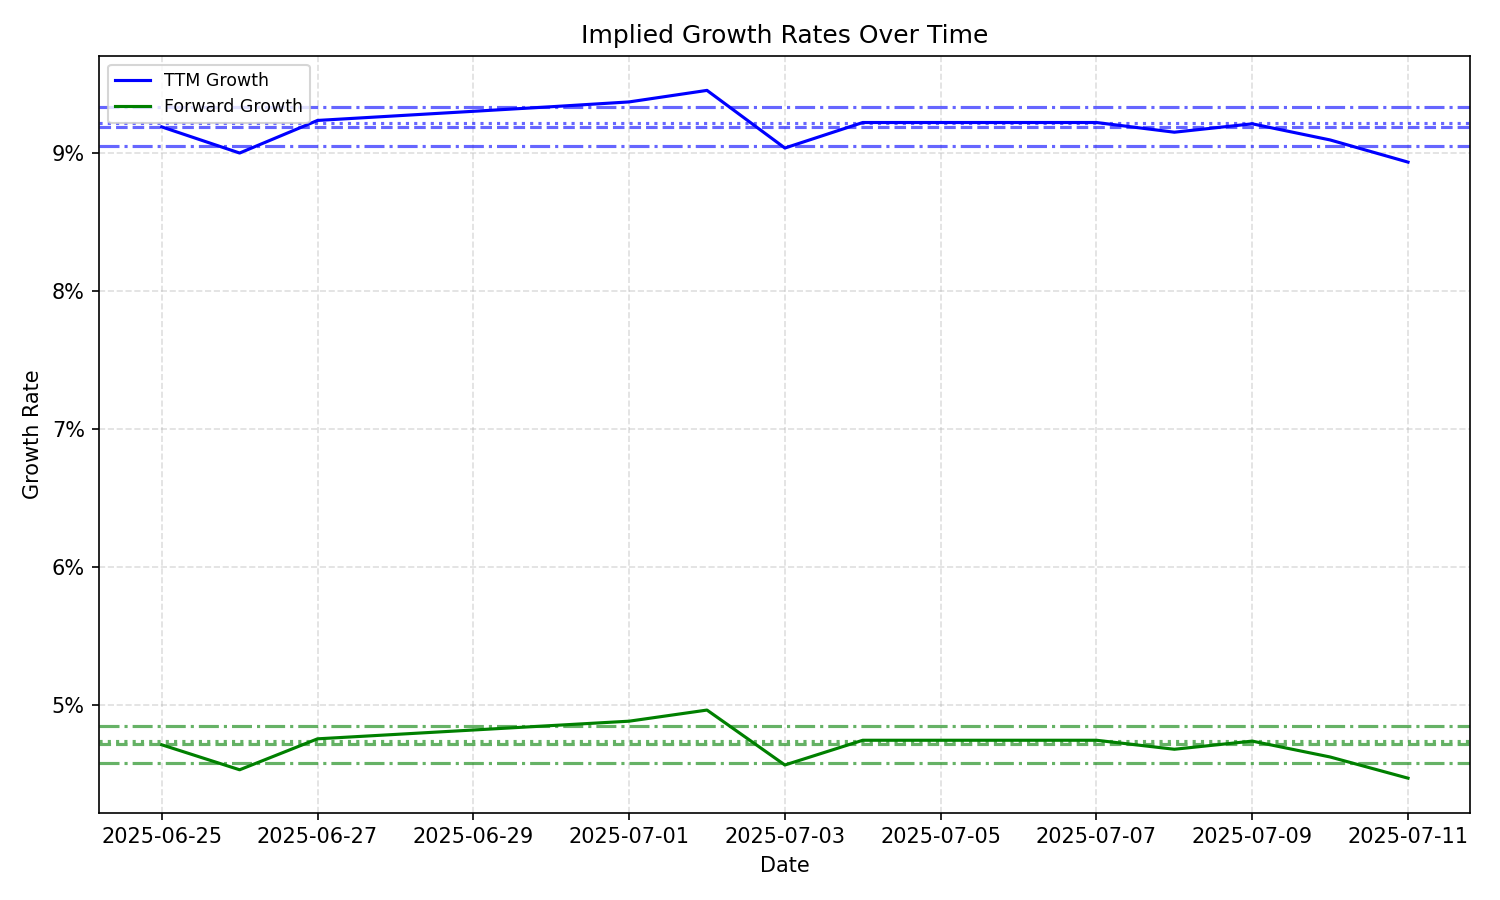 Implied Growth Rates Over Time
TTM Growth
Forward Growth
9%
8%
7%
6%
5%
Growth Rate
2025-06-25 2025-06-27 2025-06-29 2025-07-01 2025-07-03 2025-07-05 2025-07-07 2025-07-09 2025-07-11
Date